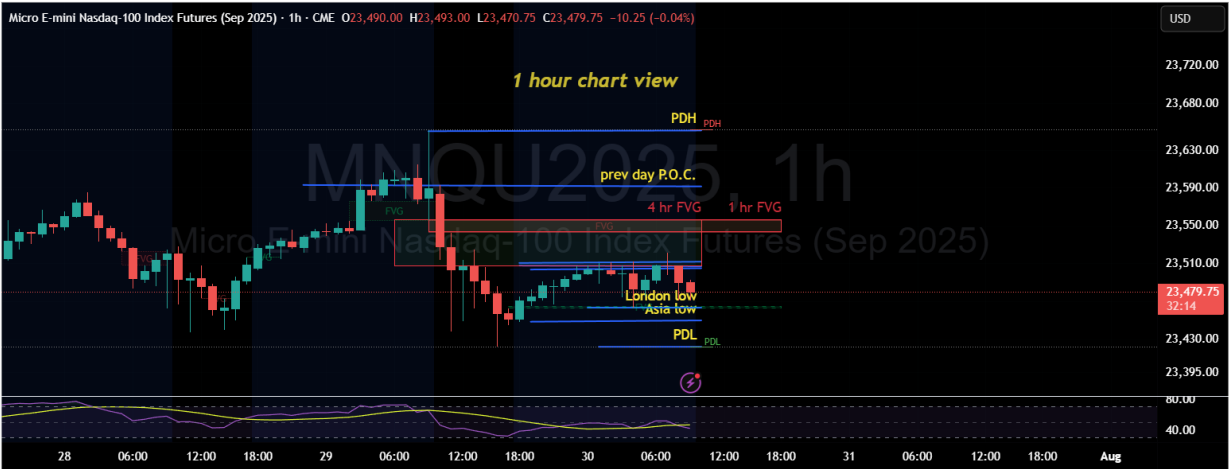 Micro E-mini Nasdaq-100 Index Futures (Sep 2025) · 1h · CME O23,490.00 H23,493.00 L23,470.75 C23,479.75 −10.25 (−0.04%)
USD
1 hour chart view
23,720.00
23,680.00
PDH PDH
23,630.00
MNQU2025, 1h
prev day P.O.C.
23,590.00
4 hr FVG 1 hr FVG
FVG
FVG
23,550.00
Micro E-mini Nasdaq-100 Index Futures (Sep 2025)
FVG
FVG
23,510.00
London low
23,479.75
32:14
Asia low
PDL PDL
23,430.00
23,395.00
80.00
40.00
28 06:00 12:00 18:00 29 06:00 12:00 18:00 30 06:00 12:00 18:00 31 06:00 12:00 18:00 Aug